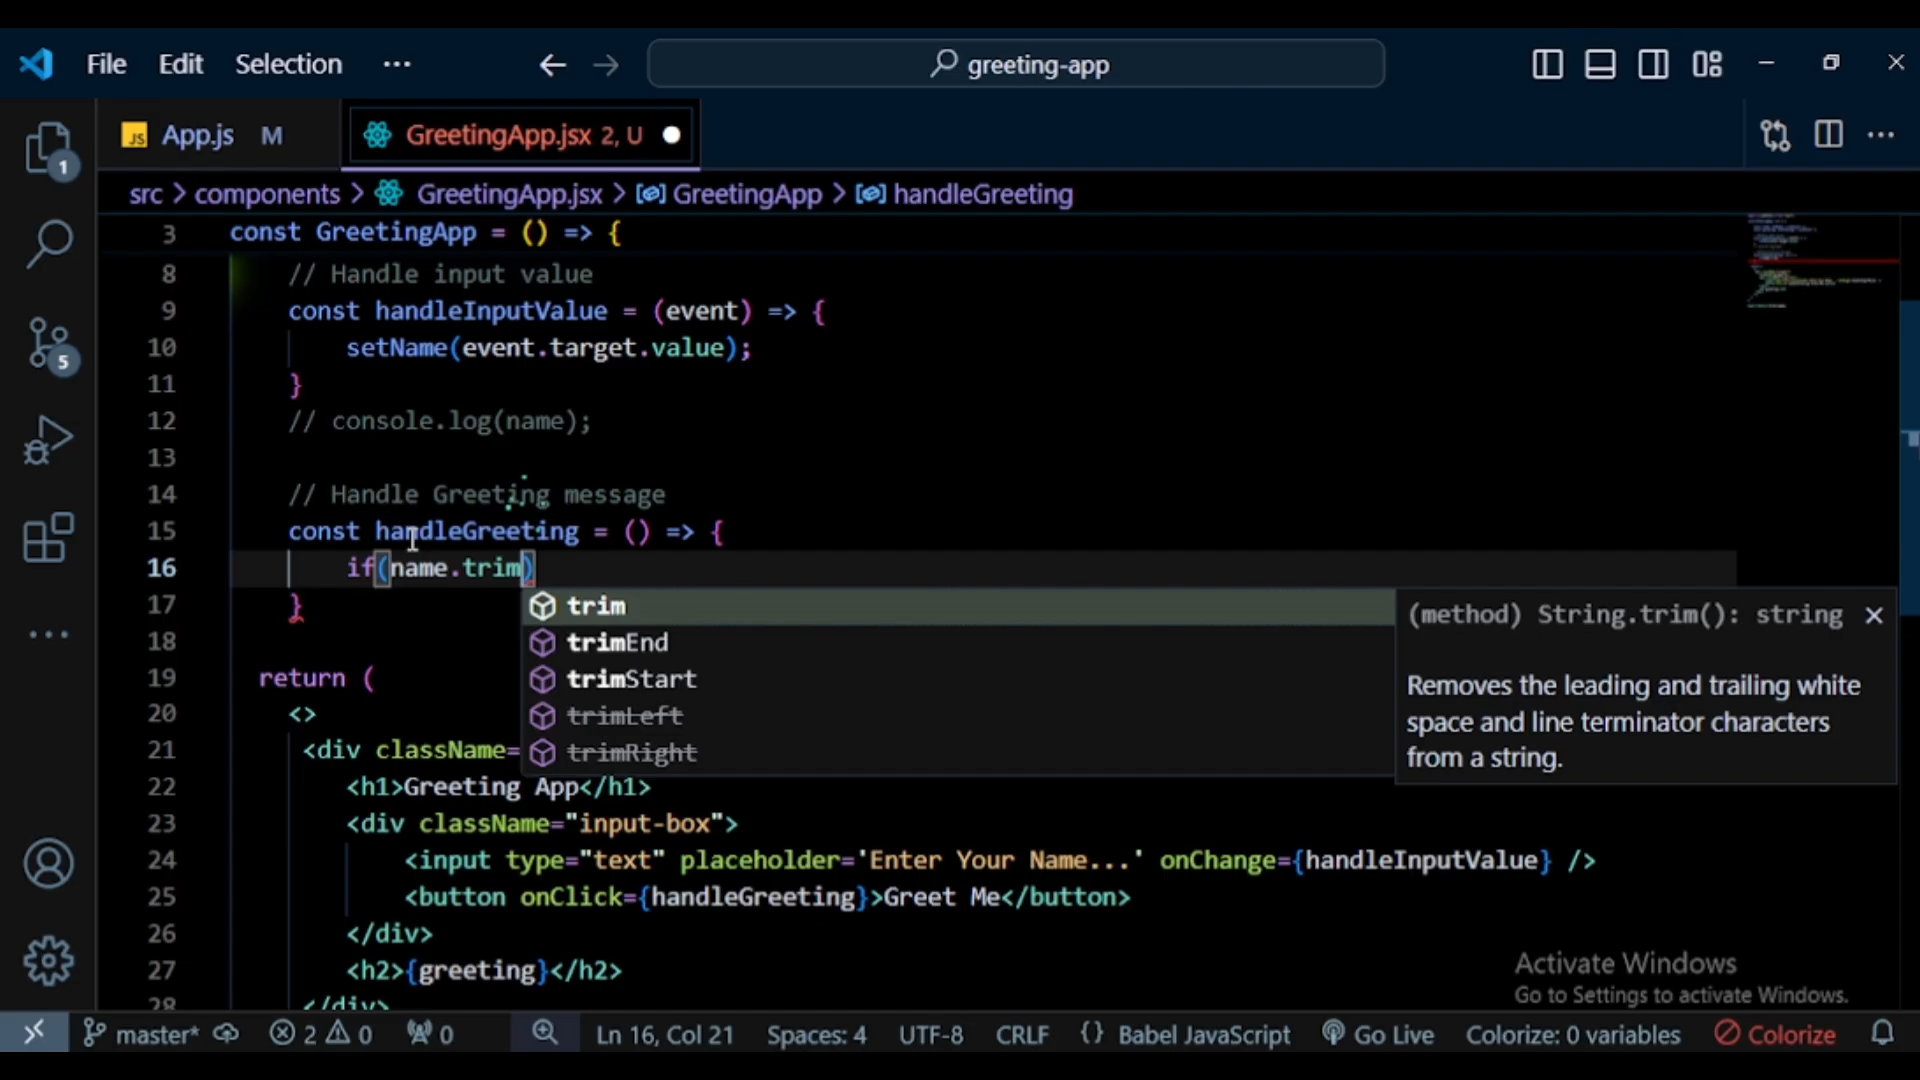 File Edit Selection ··· greeting-app
JS App.js M GreetingApp.jsx 2, U
src > components > GreetingApp.jsx > GreetingApp > handleGreeting
3 const GreetingApp = () => {
8 // Handle input value
9 const handleInputValue = (event) => {
10 setName(event.target.value);
11 }
12 // console.log(name);
13
14 // Handle Greeting message
15 const handleGreeting = () => {
16 if(name.trim)
17 }
18
19 return (
20 <>
21 <div className=
22 <h1>Greeting App</h1>
23 <div className="input-box">
24 <input type="text" placeholder='Enter Your Name...' onChange={handleInputValue} />
25 <button onClick={handleGreeting}>Greet Me</button>
26 </div>
27 <h2>{greeting}</h2>
28 </div>
trim
trimEnd
trimStart
trimLeft
trimRight
(method) String.trim(): string
Removes the leading and trailing white
space and line terminator characters
from a string.
1
5
Activate Windows
Go to Settings to activate Windows.
master* 2 0 0 Ln 16, Col 21 Spaces: 4 UTF-8 CRLF {} Babel JavaScript Go Live Colorize: 0 variables Colorize